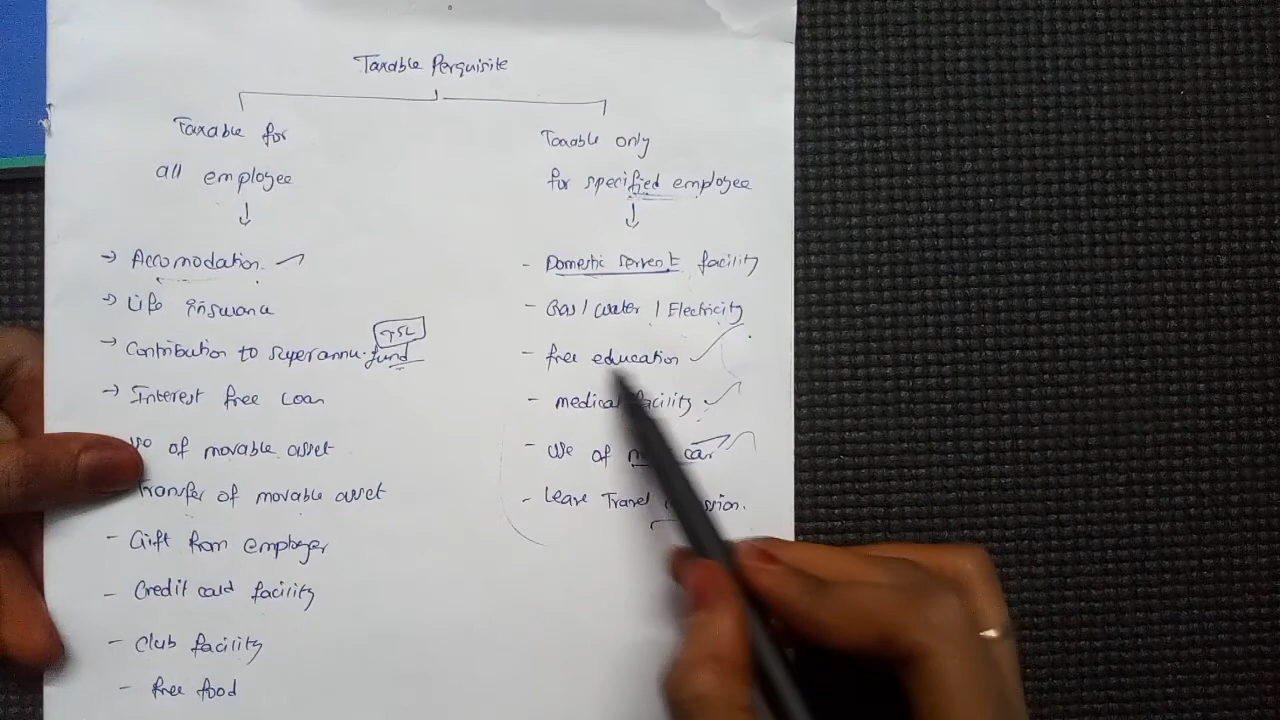 Taxable Perquisite
Taxable for
all employee
Taxable only
for specified employee
→ Accomodation
→ Life insurance
→ Contribution to superannu. fund
→ Interest free Loan
of movable asset
Transfer of movable asset
- Gift from employer
- Credit card facility
- Club facility
- free food
- Domestic servent facility
- Gas / water / Electricity
- free education
- medical facility
- Use of car
- Leave Travel